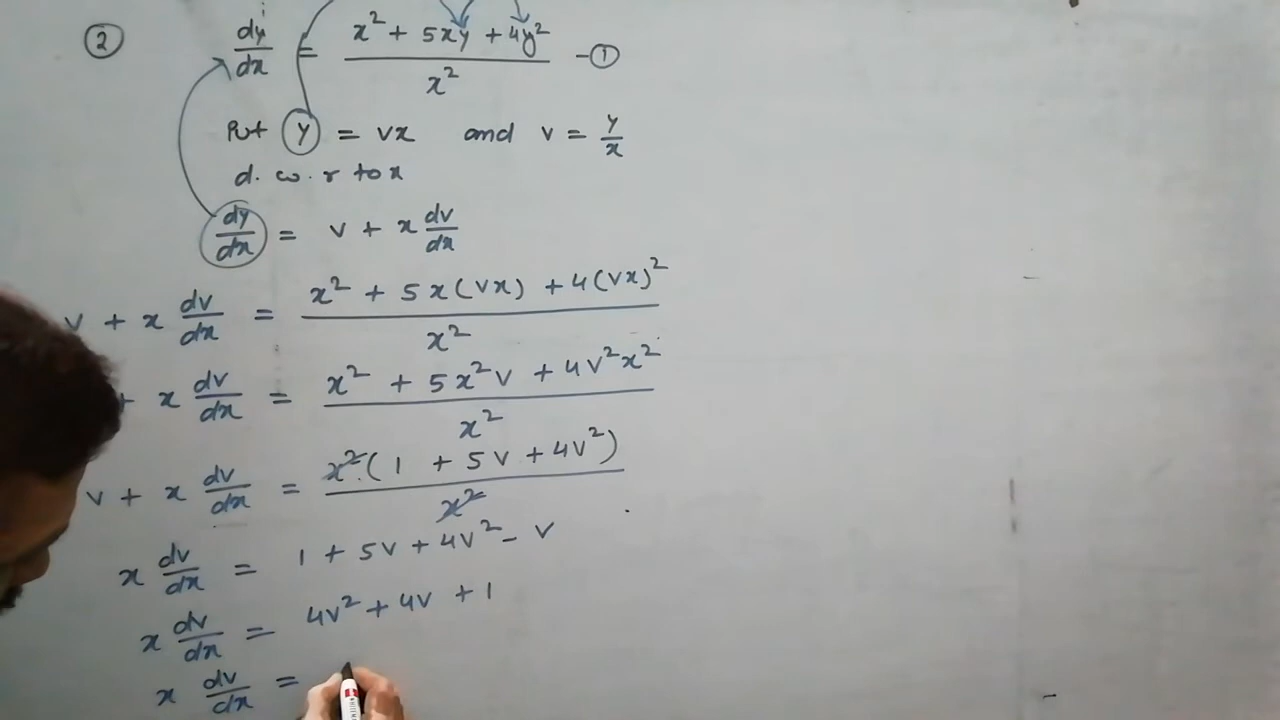 ② dy/dx = (x² + 5xy + 4y²)/x² - ①
Put y = vx and v = y/x
d. w. r to x
dy/dx = v + x dv/dx
v + x dv/dx = (x² + 5x(vx) + 4(vx)²)/x²
+ x dv/dx = (x² + 5x²v + 4v²x²)/x²
v + x dv/dx = x²(1 + 5v + 4v²)/x²
x dv/dx = 1 + 5v + 4v² - v
x dv/dx = 4v² + 4v + 1
x dv/dx =